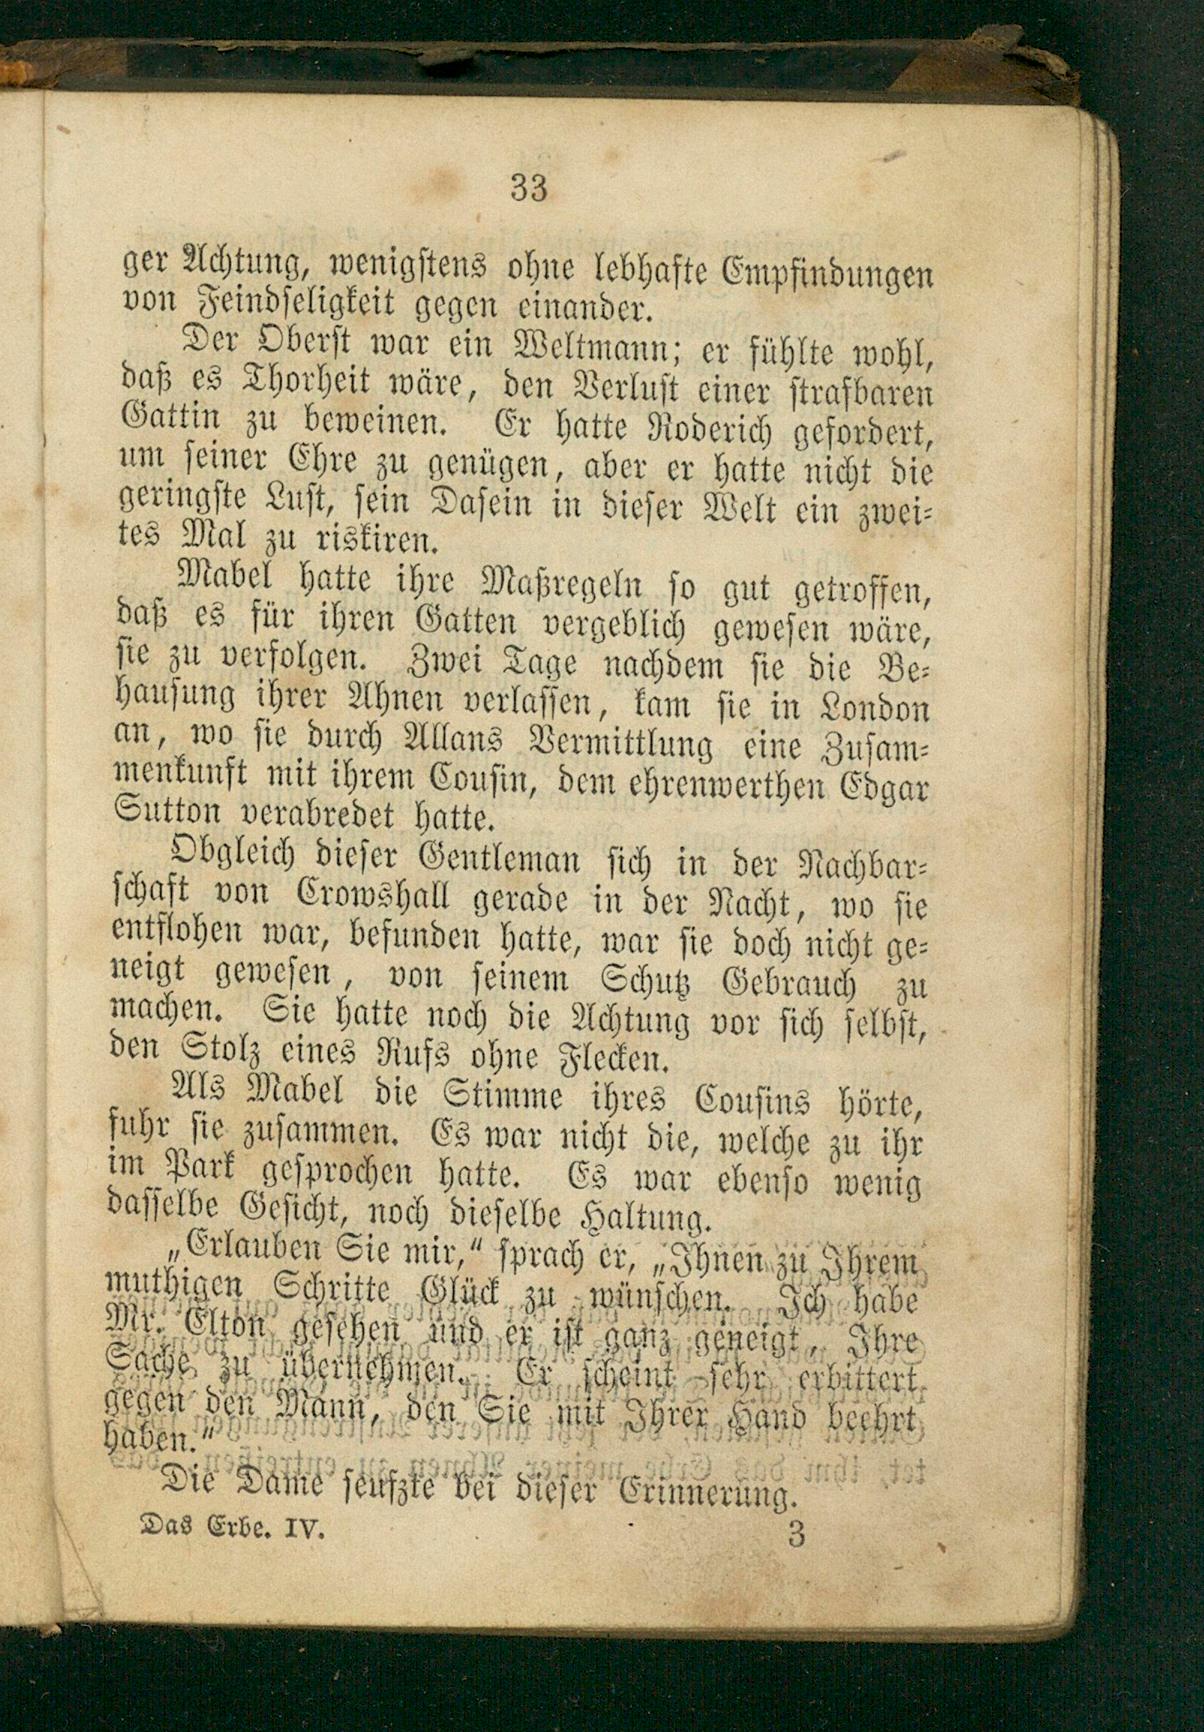 33
ger Achtung, wenigstens ohne lebhafte Empfindungen
von Feindseligkeit gegen einander.
Der Oberst war ein Weltmann; er fühlte wohl,
daß es Thorheit wäre, den Verlust einer strafbaren
Gattin zu beweinen. Er hatte Roderich gefordert,
um seiner Ehre zu genügen, aber er hatte nicht die
geringste Lust, sein Dasein in dieser Welt ein zwei-
tes Mal zu riskiren.
Mabel hatte ihre Maßregeln so gut getroffen,
daß es für ihren Gatten vergeblich gewesen wäre,
sie zu verfolgen. Zwei Tage nachdem sie die Be-
hausung ihrer Ahnen verlassen, kam sie in London
an, wo sie durch Allans Vermittlung eine Zusam-
menkunft mit ihrem Cousin, dem ehrenwerthen Edgar
Sutton verabredet hatte.
Obgleich dieser Gentleman sich in der Nachbar-
schaft von Crowshall gerade in der Nacht, wo sie
entflohen war, befunden hatte, war sie doch nicht ge-
neigt gewesen, von seinem Schutz Gebrauch zu
machen. Sie hatte noch die Achtung vor sich selbst,
den Stolz eines Rufs ohne Flecken.
Als Mabel die Stimme ihres Cousins hörte,
fuhr sie zusammen. Es war nicht die, welche zu ihr
im Park gesprochen hatte. Es war ebenso wenig
dasselbe Gesicht, noch dieselbe Haltung.
„Erlauben Sie mir,“ sprach er, „Ihnen zu Ihrem
muthigen Schritte Glück zu wünschen. Ich habe
Mr. Elton gesehen und er ist ganz geneigt, Ihre
Sache zu übernehmen. Er scheint sehr erbittert
gegen den Mann, den Sie mit Ihrer Hand beehrt
haben.“
Die Dame seufzte bei dieser Erinnerung.
Das Erbe. IV. 3